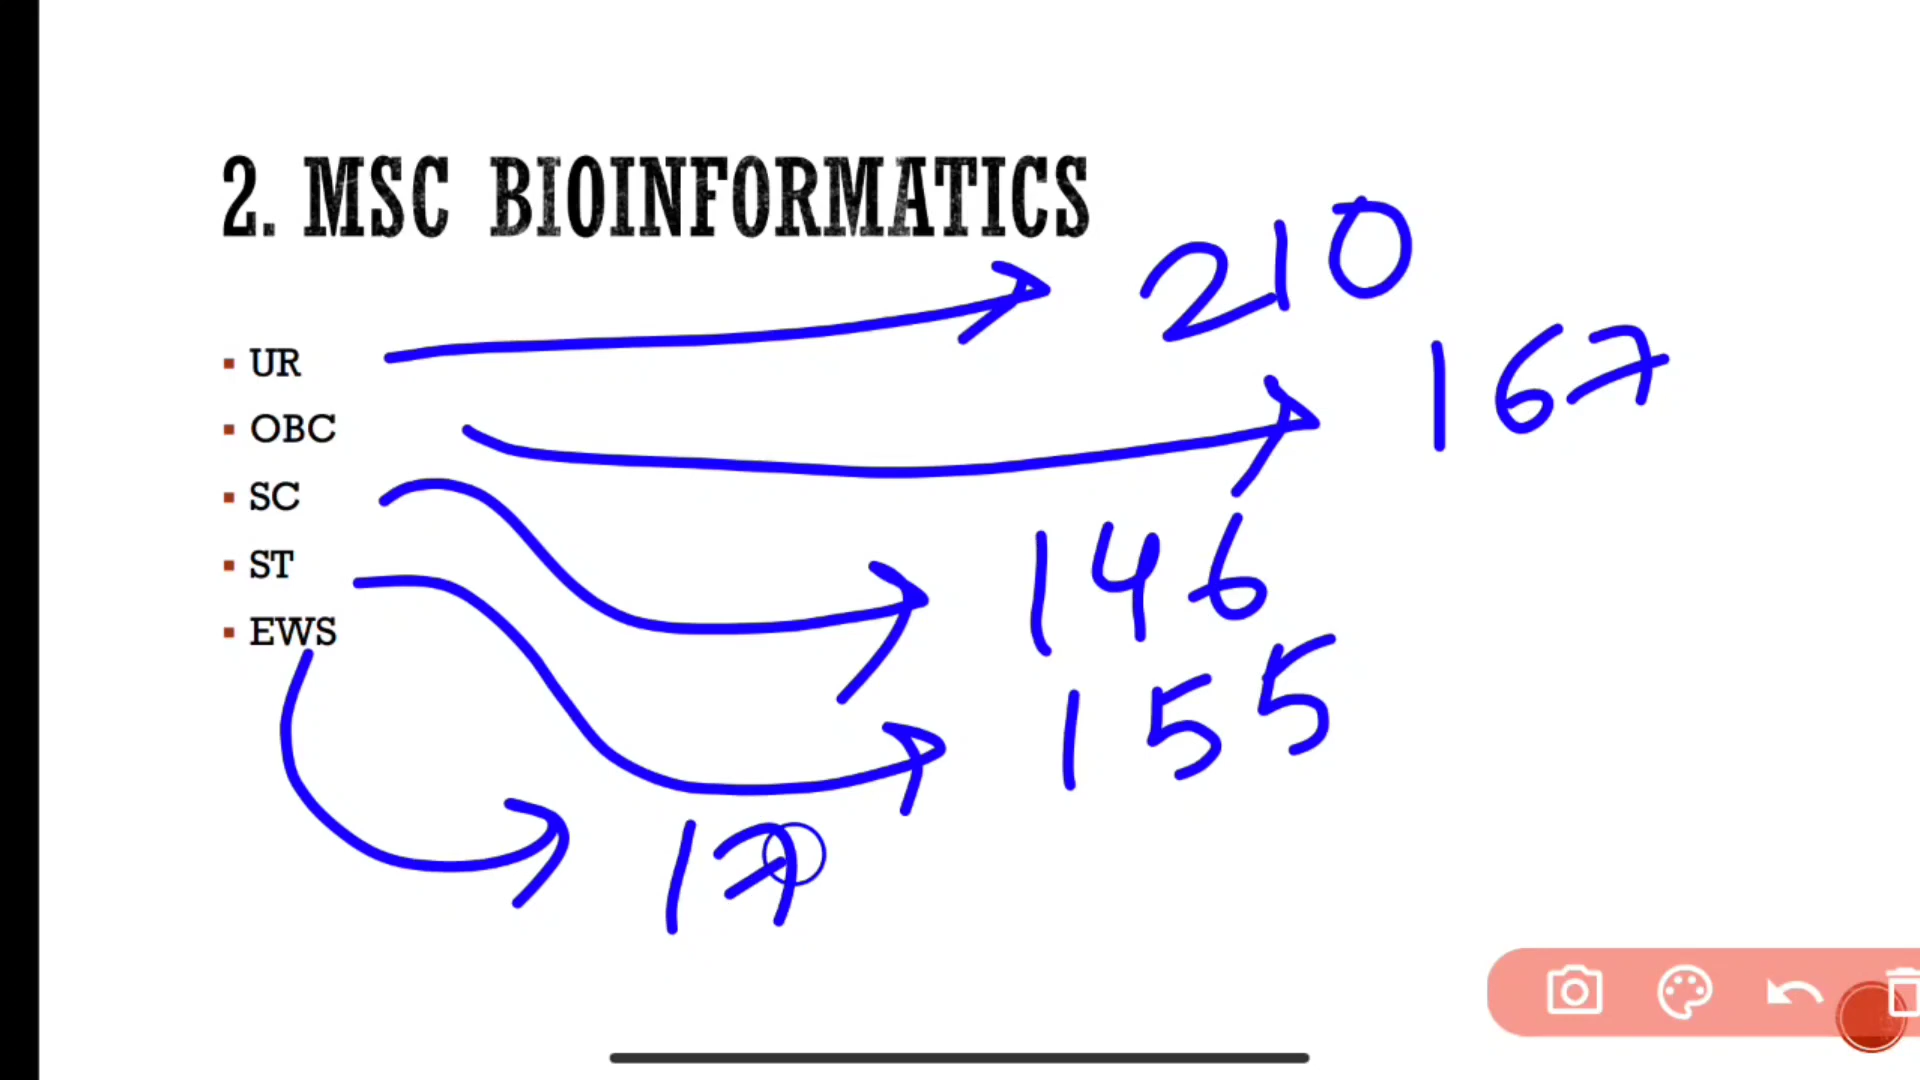 2. MSC BIOINFORMATICS
UR 210
OBC 167
SC 146
ST 155
EWS 17